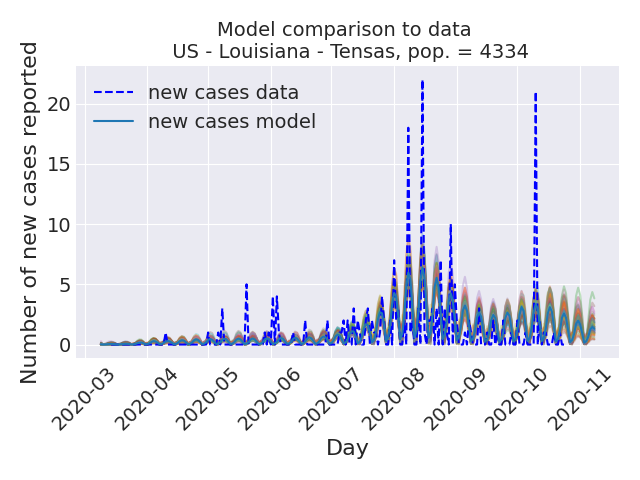 Model comparison to data
US - Louisiana - Tensas, pop. = 4334
new cases data
new cases model
Number of new cases reported
20
15
10
5
0
2020-03
2020-04
2020-05
2020-06
2020-07
2020-08
2020-09
2020-10
2020-11
Day